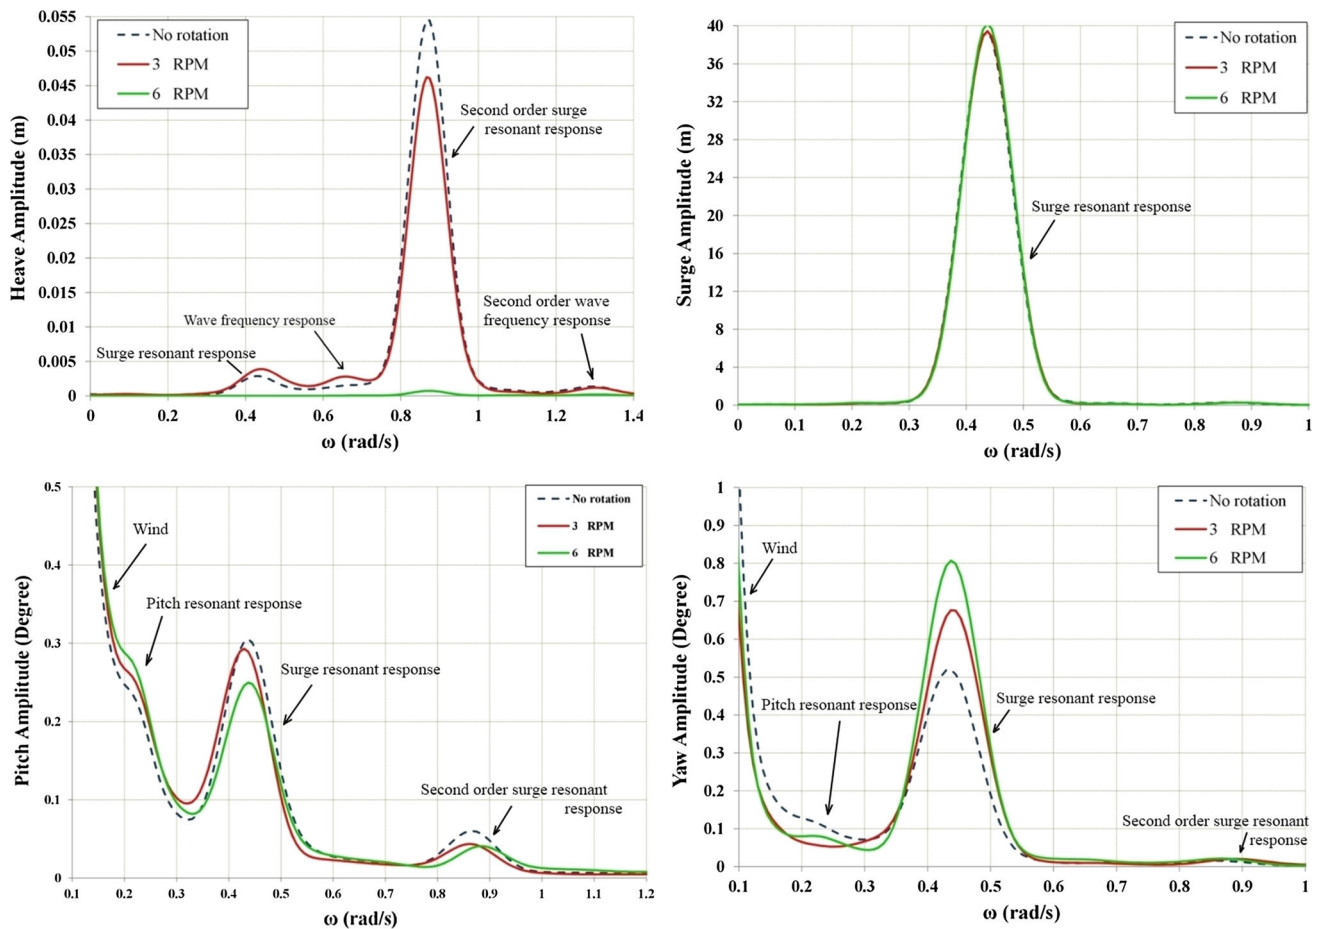 Heave Amplitude (m)
0.055
0.05
0.045
0.04
0.035
0.03
0.025
0.02
0.015
0.01
0.005
0
No rotation
3 RPM
6 RPM
Second order surge
resonant response
Second order wave
frequency response
Wave frequency response
Surge resonant response
0 0.2 0.4 0.6 0.8 1 1.2 1.4
ω (rad/s)
Surge Amplitude (m)
40
36
32
28
24
20
16
12
8
4
0
No rotation
3 RPM
6 RPM
Surge resonant response
0 0.1 0.2 0.3 0.4 0.5 0.6 0.7 0.8 0.9 1
ω (rad/s)
Pitch Amplitude (Degree)
0.5
0.4
0.3
0.2
0.1
0
No rotation
3 RPM
6 RPM
Wind
Pitch resonant response
Surge resonant response
Second order surge resonant
response
0.1 0.2 0.3 0.4 0.5 0.6 0.7 0.8 0.9 1 1.1 1.2
ω (rad/s)
Yaw Amplitude (Degree)
1
0.9
0.8
0.7
0.6
0.5
0.4
0.3
0.2
0.1
0
No rotation
3 RPM
6 RPM
Wind
Pitch resonant response
Surge resonant response
Second order surge resonant
response
0.1 0.2 0.3 0.4 0.5 0.6 0.7 0.8 0.9 1
ω (rad/s)